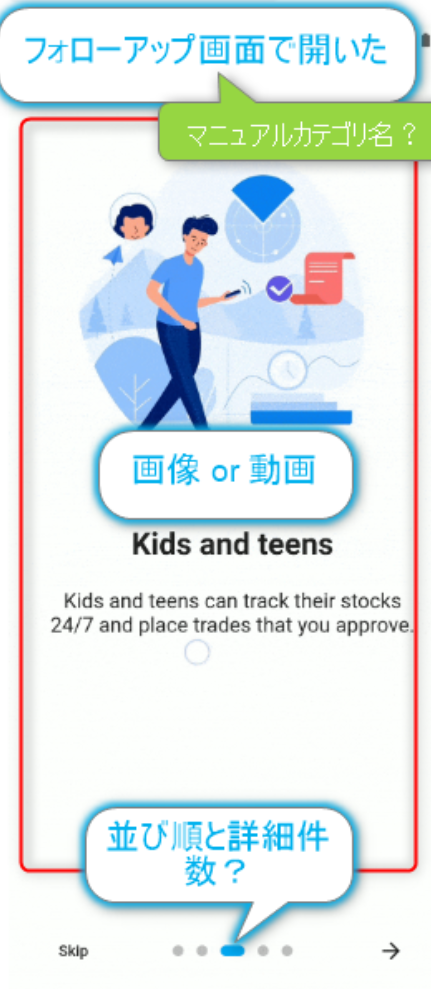 フォローアップ画面で開いた
マニュアルカテゴリ名？
画像 or 動画
Kids and teens
Kids and teens can track their stocks
24/7 and place trades that you approve.
並び順と詳細件
数？
Skip